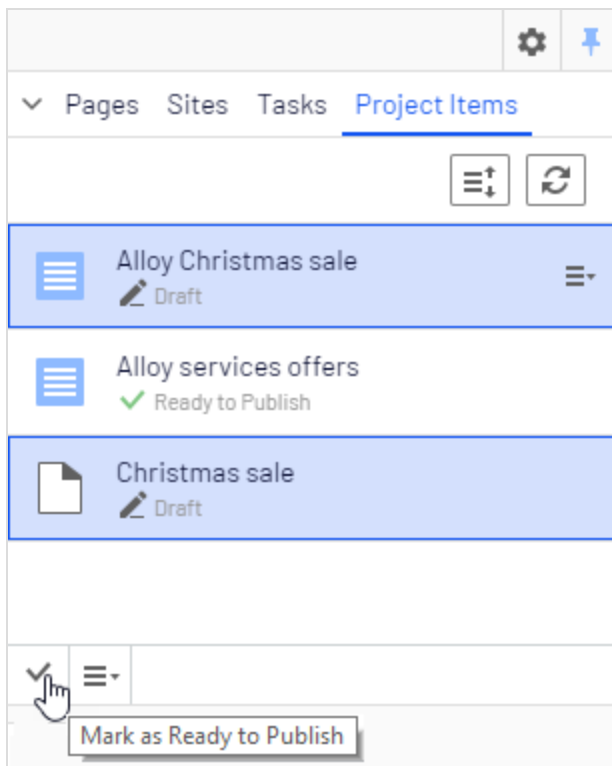 Pages Sites Tasks Project Items
Alloy Christmas sale
Draft
Alloy services offers
Ready to Publish
Christmas sale
Draft
Mark as Ready to Publish